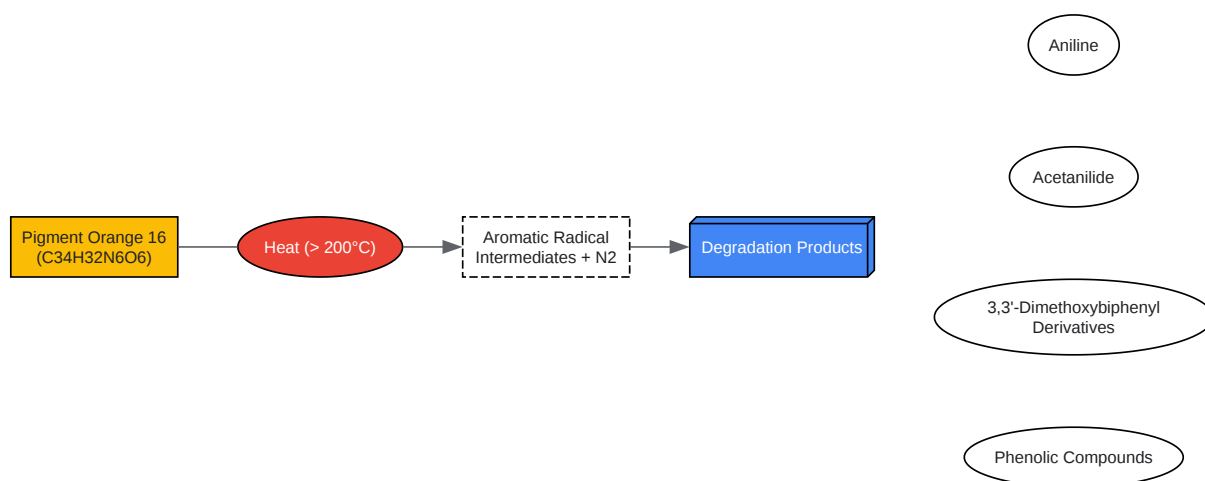 Pigment Orange 16
(C34H32N6O6)
Heat (> 200°C)
Aromatic Radical
Intermediates + N2
Degradation Products
Aniline
Acetanilide
3,3'-Dimethoxybiphenyl
Derivatives
Phenolic Compounds